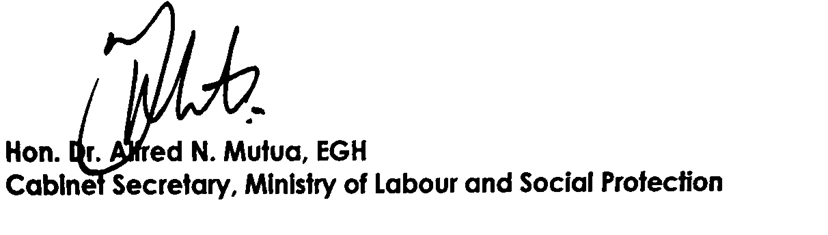 Hon. Dr. Alfred N. Mutua, EGH
Cabinet Secretary, Ministry of Labour and Social Protection